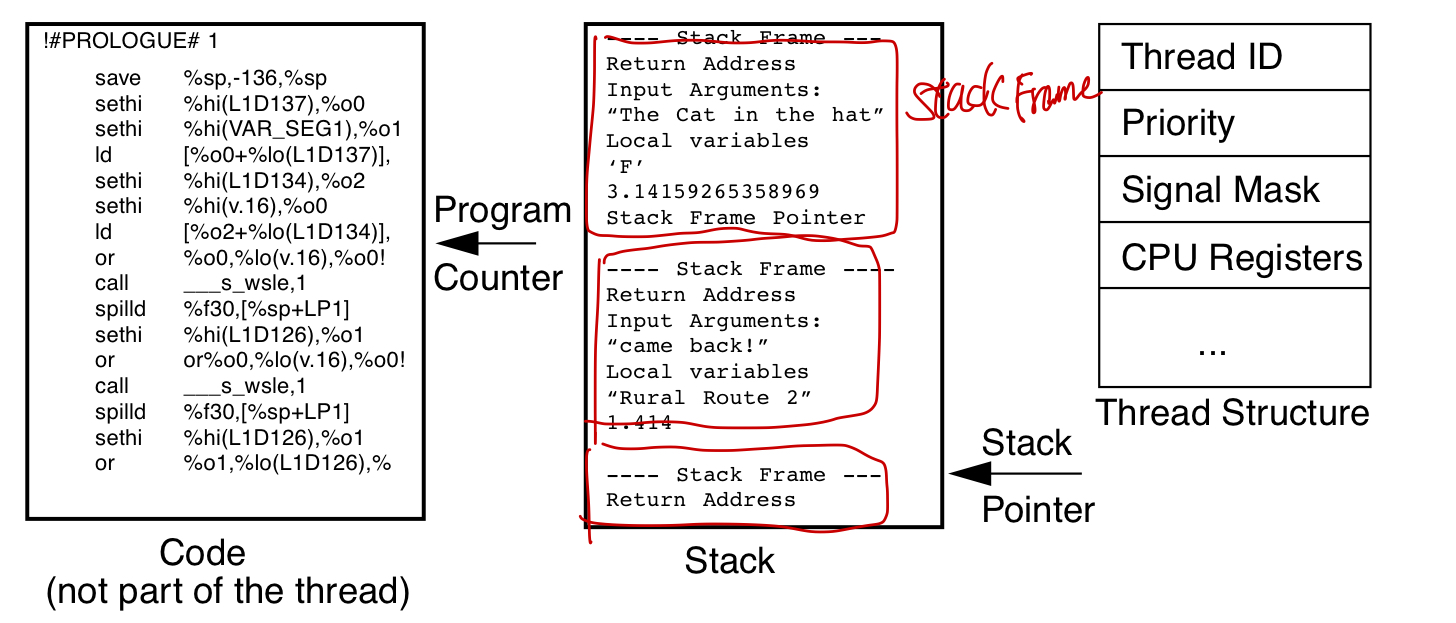 !#PROLOGUE# 1
save %sp,-136,%sp
sethi %hi(L1D137),%o0
sethi %hi(VAR_SEG1),%o1
ld [%o0+%lo(L1D137)],
sethi %hi(L1D134),%o2
sethi %hi(v.16),%o0
ld [%o2+%lo(L1D134)],
or %o0,%lo(v.16),%o0!
call ___s_wsle,1
spilld %f30,[%sp+LP1]
sethi %hi(L1D126),%o1
or or%o0,%lo(v.16),%o0!
call ___s_wsle,1
spilld %f30,[%sp+LP1]
sethi %hi(L1D126),%o1
or %o1,%lo(L1D126),%
Code
(not part of the thread)
Program
Counter
---- Stack Frame ---
Return Address
Input Arguments:
“The Cat in the hat”
Local variables
‘F’
3.14159265358969
Stack Frame Pointer
---- Stack Frame ----
Return Address
Input Arguments:
“came back!”
Local variables
“Rural Route 2”
1.414
---- Stack Frame ---
Return Address
Stack
Stack Frame
Stack
Pointer
Thread ID
Priority
Signal Mask
CPU Registers
...
Thread Structure